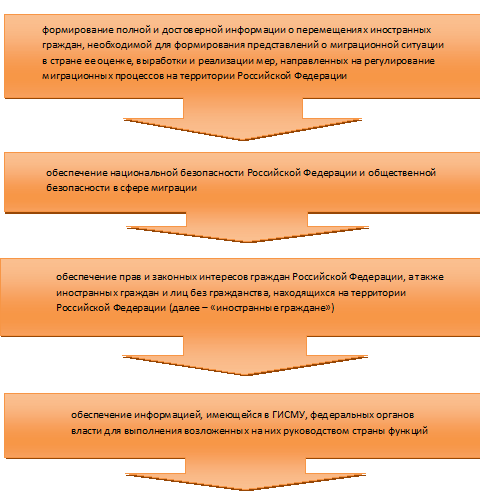 формирование полной и достоверной информации о перемещениях иностранных
граждан, необходимой для формирования представлений о миграционной ситуации
в стране ее оценке, выработки и реализации мер, направленных на регулирование
миграционных процессов на территории Российской Федерации
обеспечение национальной безопасности Российской Федерации и общественной
безопасности в сфере миграции
обеспечение прав и законных интересов граждан Российской Федерации, а также
иностранных граждан и лиц без гражданства, находящихся на территории
Российской Федерации (далее – «иностранные граждане»)
обеспечение информацией, имеющейся в ГИСМУ, федеральных органов
власти для выполнения возложенных на них руководством страны функций